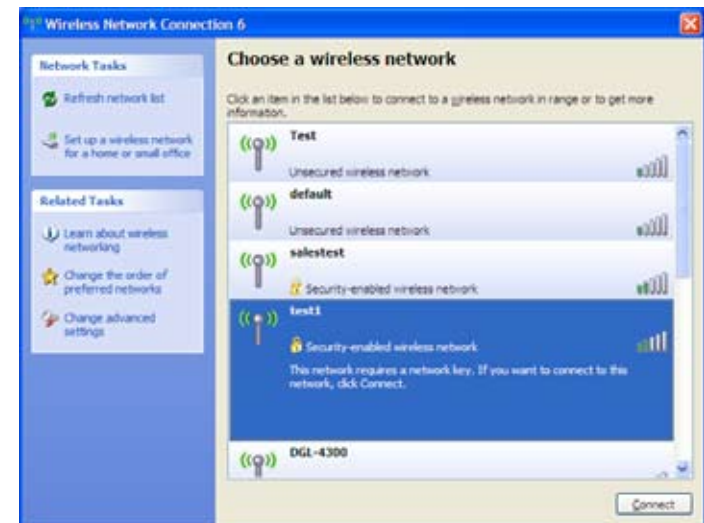 Wireless Network Connection 6
Network Tasks
Refresh network list
Set up a wireless network
for a home or small office
Related Tasks
Learn about wireless
networking
Change the order of
preferred networks
Change advanced
settings
Choose a wireless network
Click an item in the list below to connect to a wireless network in range or to get more
information.
Test
Unsecured wireless network
default
Unsecured wireless network
salestest
Security-enabled wireless network
test1
Security-enabled wireless network
This network requires a network key. If you want to connect to this
network, click Connect.
DGL-4300
Connect